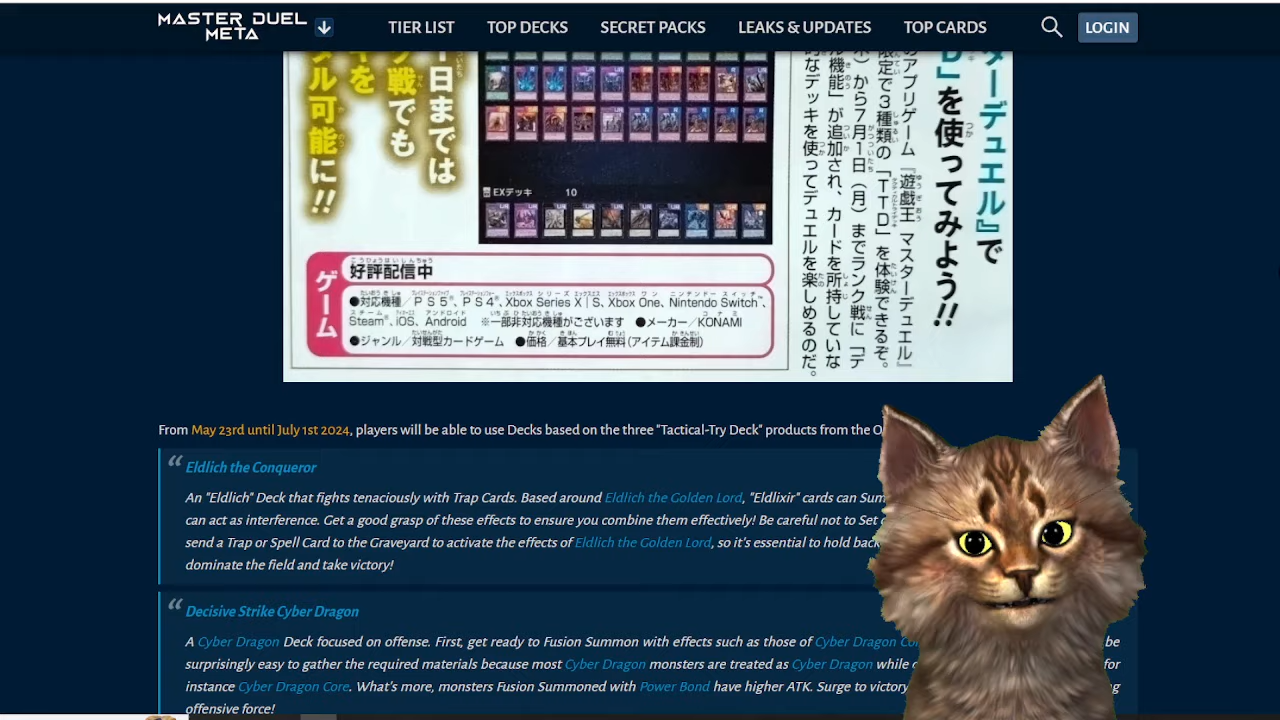 MASTER DUEL
META
TIER LIST
TOP DECKS
SECRET PACKS
LEAKS & UPDATES
TOP CARDS
LOGIN
ターデュエル』で
』を使ってみよう!!
のアプリゲーム『遊戯王 マスターデュエル』
限定で3種類の「TTD」を体験できるぞ。
から7月1日(月)までランク戦に「デ
ル機能」が追加され、カードを所持していな
的なデッキを使ってデュエルを楽しめるのだ。
日までは
戦でも
を
タル可能に!!
EXデッキ 10
ゲーム
好評配信中
●対応機種/PS5®、PS4®、Xbox Series X|S、Xbox One、Nintendo Switch™、
Steam®、iOS、Android ※一部非対応機種がございます ●メーカー/KONAMI
●ジャンル/対戦型カードゲーム ●価格/基本プレイ無料(アイテム課金制)
From May 23rd until July 1st 2024, players will be able to use Decks based on the three "Tactical-Try Deck" products from the O
“ Eldlich the Conqueror
An "Eldlich" Deck that fights tenaciously with Trap Cards. Based around Eldlich the Golden Lord, "Eldlixir" cards can Sum
can act as interference. Get a good grasp of these effects to ensure you combine them effectively! Be careful not to Set
send a Trap or Spell Card to the Graveyard to activate the effects of Eldlich the Golden Lord, so it's essential to hold back
dominate the field and take victory!
“ Decisive Strike Cyber Dragon
A Cyber Dragon Deck focused on offense. First, get ready to Fusion Summon with effects such as those of Cyber Dragon Co be
surprisingly easy to gather the required materials because most Cyber Dragon monsters are treated as Cyber Dragon while for
instance Cyber Dragon Core. What's more, monsters Fusion Summoned with Power Bond have higher ATK. Surge to victory
offensive force!